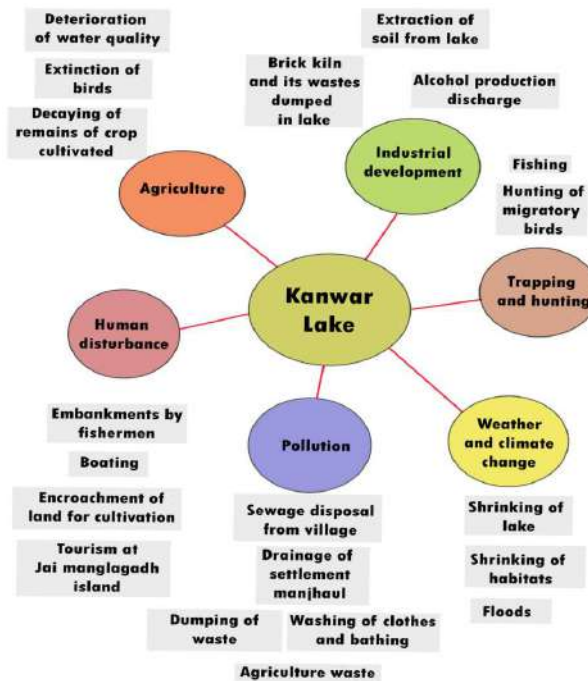 Deterioration
of water quality
Extinction of
birds
Decaying of
remains of crop
cultivated
Agriculture
Extraction of
soil from lake
Brick kiln
and its wastes
dumped
in lake
Alcohol production
discharge
Industrial
development
Fishing
Hunting of
migratory
birds
Trapping
and hunting
Kanwar
Lake
Human
disturbance
Embankments by
fishermen
Boating
Encroachment of
land for cultivation
Tourism at
Jai manglagadh
island
Pollution
Sewage disposal
from village
Drainage of
settlement
manjhaul
Dumping of
waste
Washing of clothes
and bathing
Agriculture waste
Weather
and climate
change
Shrinking of
lake
Shrinking of
habitats
Floods